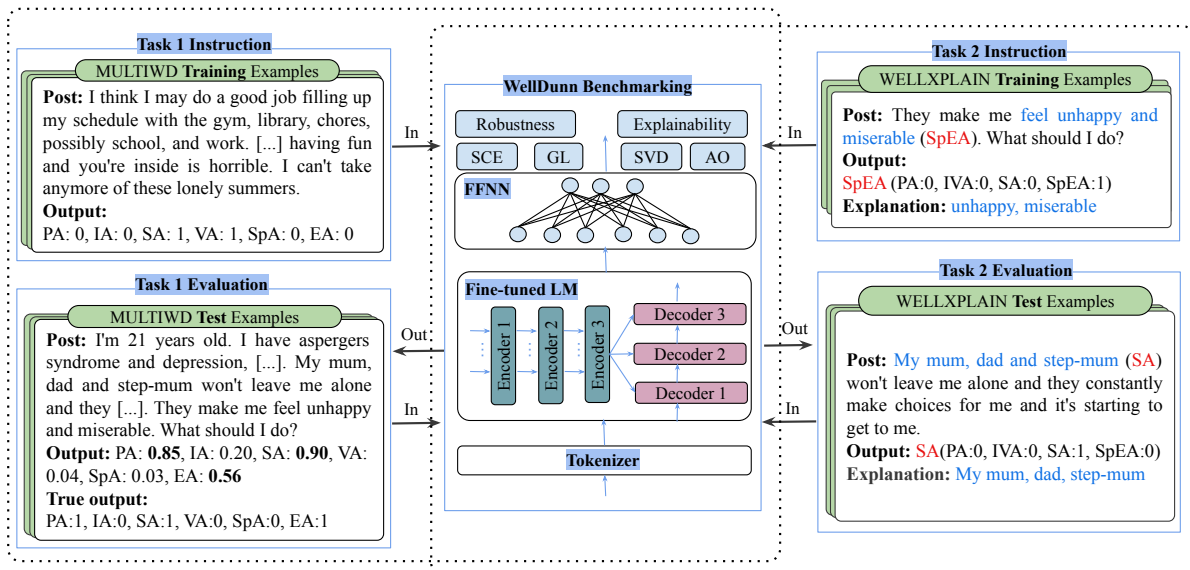 Task 1 Instruction
MULTIWD Training Examples
Post: I think I may do a good job filling up
my schedule with the gym, library, chores,
possibly school, and work. [...] having fun
and you're inside is horrible. I can't take
anymore of these lonely summers.
Output:
PA: 0, IA: 0, SA: 1, VA: 1, SpA: 0, EA: 0
Task 1 Evaluation
MULTIWD Test Examples
Post: I'm 21 years old. I have aspergers
syndrome and depression, [...]. My mum,
dad and step-mum won't leave me alone
and they [...]. They make me feel unhappy
and miserable. What should I do?
Output: PA: 0.85, IA: 0.20, SA: 0.90, VA:
0.04, SpA: 0.03, EA: 0.56
True output:
PA:1, IA:0, SA:1, VA:0, SpA:0, EA:1
In
Out
In
WellDunn Benchmarking
Robustness
Explainability
SCE
GL
SVD
AO
FFNN
Fine-tuned LM
Encoder 1
Encoder 2
Encoder 3
Decoder 3
Decoder 2
Decoder 1
Tokenizer
In
Out
In
Task 2 Instruction
WELLXPLAIN Training Examples
Post: They make me feel unhappy and
miserable (SpEA). What should I do?
Output:
SpEA (PA:0, IVA:0, SA:0, SpEA:1)
Explanation: unhappy, miserable
Task 2 Evaluation
WELLXPLAIN Test Examples
Post: My mum, dad and step-mum (SA)
won't leave me alone and they constantly
make choices for me and it's starting to
get to me.
Output: SA(PA:0, IVA:0, SA:1, SpEA:0)
Explanation: My mum, dad, step-mum